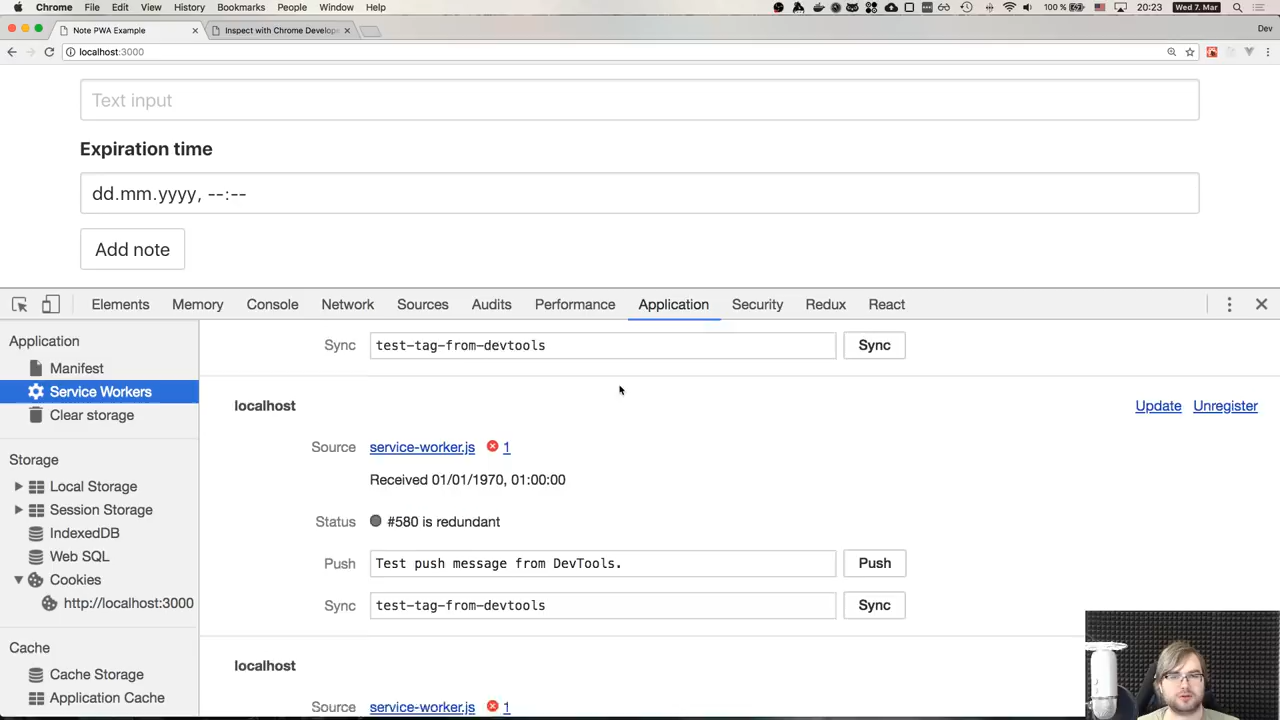 Chrome File Edit View History Bookmarks People Window Help 100 % 20:23 Wed 7. Mar
Note PWA Example Inspect with Chrome Develop Dev
localhost:3000
Text input
Expiration time
dd.mm.yyyy, --:--
Add note
Elements Memory Console Network Sources Audits Performance Application Security Redux React
Application
Manifest
Service Workers
Clear storage
Storage
Local Storage
Session Storage
IndexedDB
Web SQL
Cookies
http://localhost:3000
Cache
Cache Storage
Application Cache
Sync test-tag-from-devtools Sync
localhost Update Unregister
Source service-worker.js 1
Received 01/01/1970, 01:00:00
Status #580 is redundant
Push Test push message from DevTools. Push
Sync test-tag-from-devtools Sync
localhost
Source service-worker.js 1